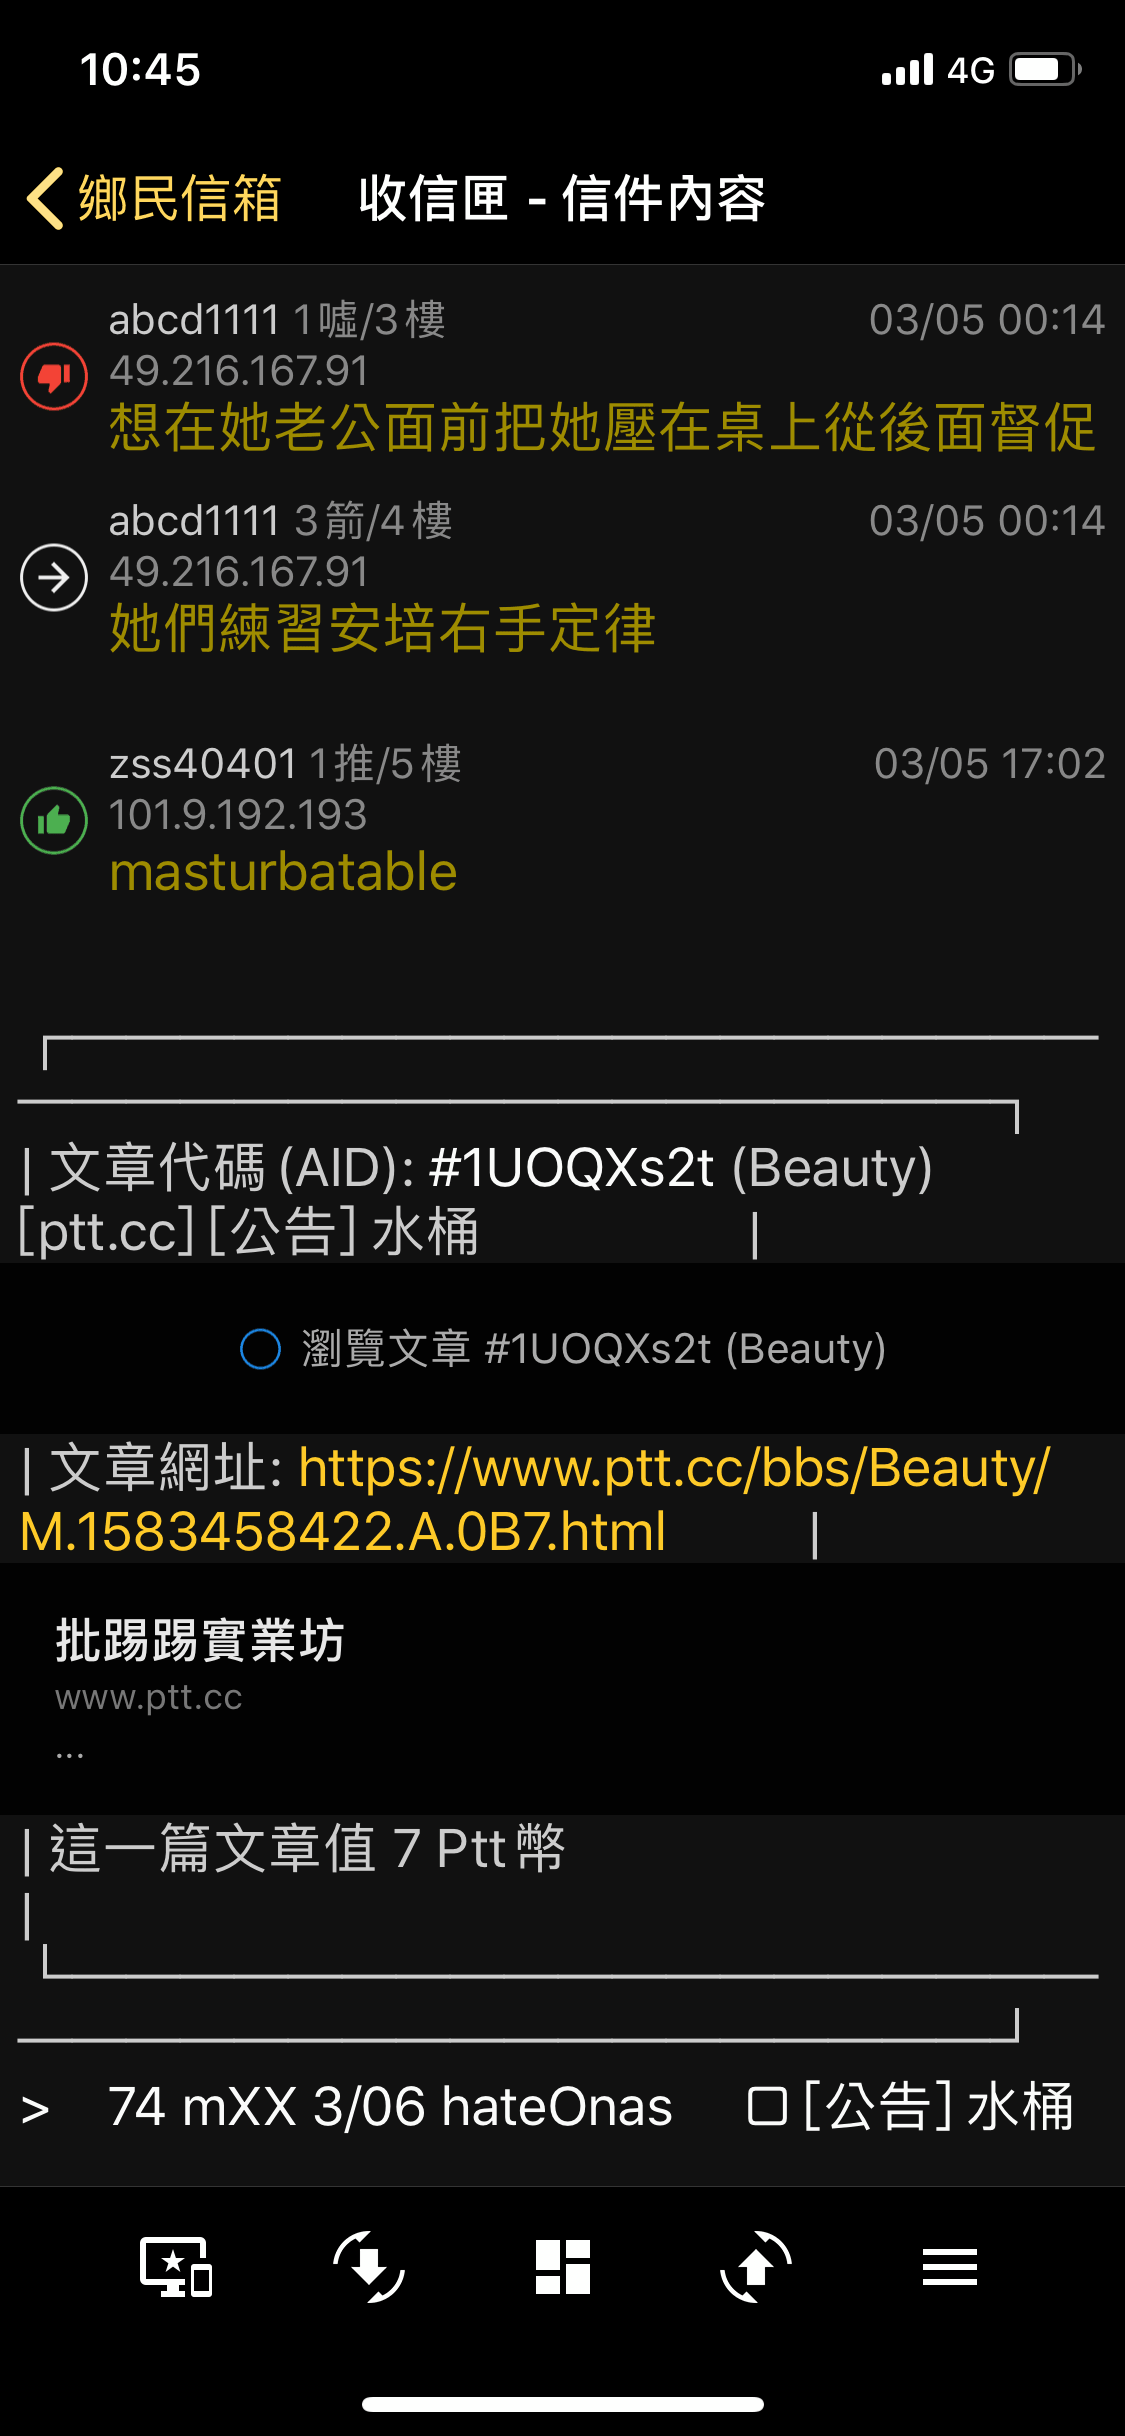 10:45
4G
鄉民信箱 收信匣 - 信件內容
abcd1111 1噓/3樓 03/05 00:14
49.216.167.91
想在她老公面前把她壓在桌上從後面督促
abcd1111 3箭/4樓 03/05 00:14
49.216.167.91
她們練習安培右手定律
zss40401 1推/5樓 03/05 17:02
101.9.192.193
masturbatable
| 文章代碼(AID): #1UOQXs2t (Beauty)
[ptt.cc][公告]水桶 |
瀏覽文章 #1UOQXs2t (Beauty)
| 文章網址: https://www.ptt.cc/bbs/Beauty/
M.1583458422.A.0B7.html |
批踢踢實業坊
www.ptt.cc
...
| 這一篇文章值 7 Ptt幣
|
> 74 mXX 3/06 hateOnas □[公告]水桶